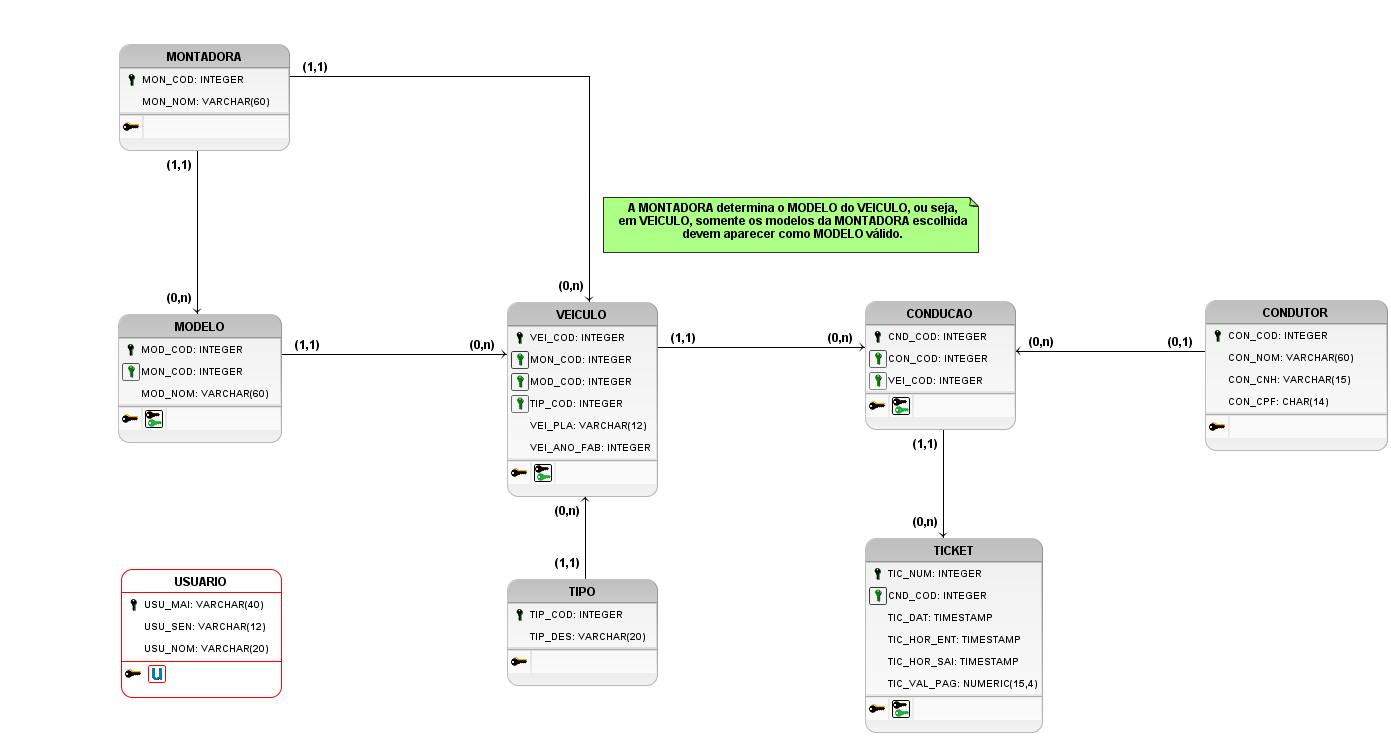 MONTADORA
MON_COD: INTEGER
MON_NOM: VARCHAR(60)
(1,1)
(1,1)
(0,n)
(0,n)
A MONTADORA determina o MODELO do VEICULO, ou seja,
em VEICULO, somente os modelos da MONTADORA escolhida
devem aparecer como MODELO válido.
MODELO
MOD_COD: INTEGER
MON_COD: INTEGER
MOD_NOM: VARCHAR(60)
(1,1)
(0,n)
VEICULO
VEI_COD: INTEGER
MON_COD: INTEGER
MOD_COD: INTEGER
TIP_COD: INTEGER
VEI_PLA: VARCHAR(12)
VEI_ANO_FAB: INTEGER
(1,1)
(0,n)
CONDUCAO
CND_COD: INTEGER
CON_COD: INTEGER
VEI_COD: INTEGER
(0,n)
(0,1)
CONDUTOR
CON_COD: INTEGER
CON_NOM: VARCHAR(60)
CON_CNH: VARCHAR(15)
CON_CPF: CHAR(14)
(0,n)
(1,1)
(1,1)
(0,n)
USUARIO
USU_MAI: VARCHAR(40)
USU_SEN: VARCHAR(12)
USU_NOM: VARCHAR(20)
U
TIPO
TIP_COD: INTEGER
TIP_DES: VARCHAR(20)
TICKET
TIC_NUM: INTEGER
CND_COD: INTEGER
TIC_DAT: TIMESTAMP
TIC_HOR_ENT: TIMESTAMP
TIC_HOR_SAI: TIMESTAMP
TIC_VAL_PAG: NUMERIC(15,4)